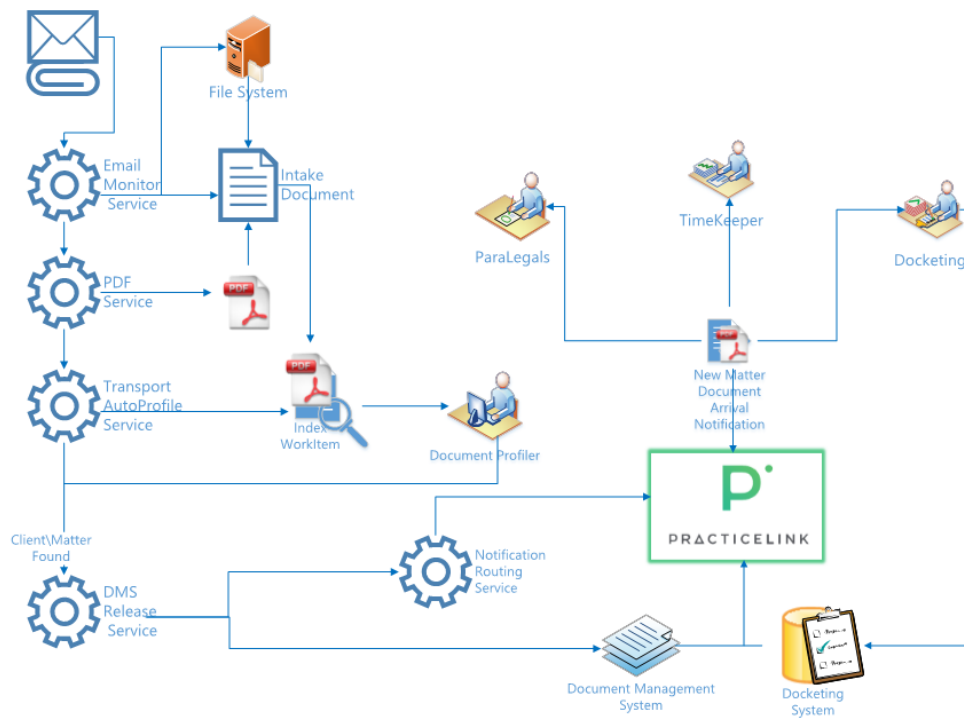 File System
Email
Monitor
Service
Intake
Document
ParaLegals
TimeKeeper
Docketing
PDF
Service
PDF
PDF
New Matter
Document
Arrival
Notification
Transport
AutoProfile
Service
PDF
Index
WorkItem
Document Profiler
PRACTICELINK
Client\Matter
Found
Notification
Routing
Service
DMS
Release
Service
Document Management
System
Docketing
System